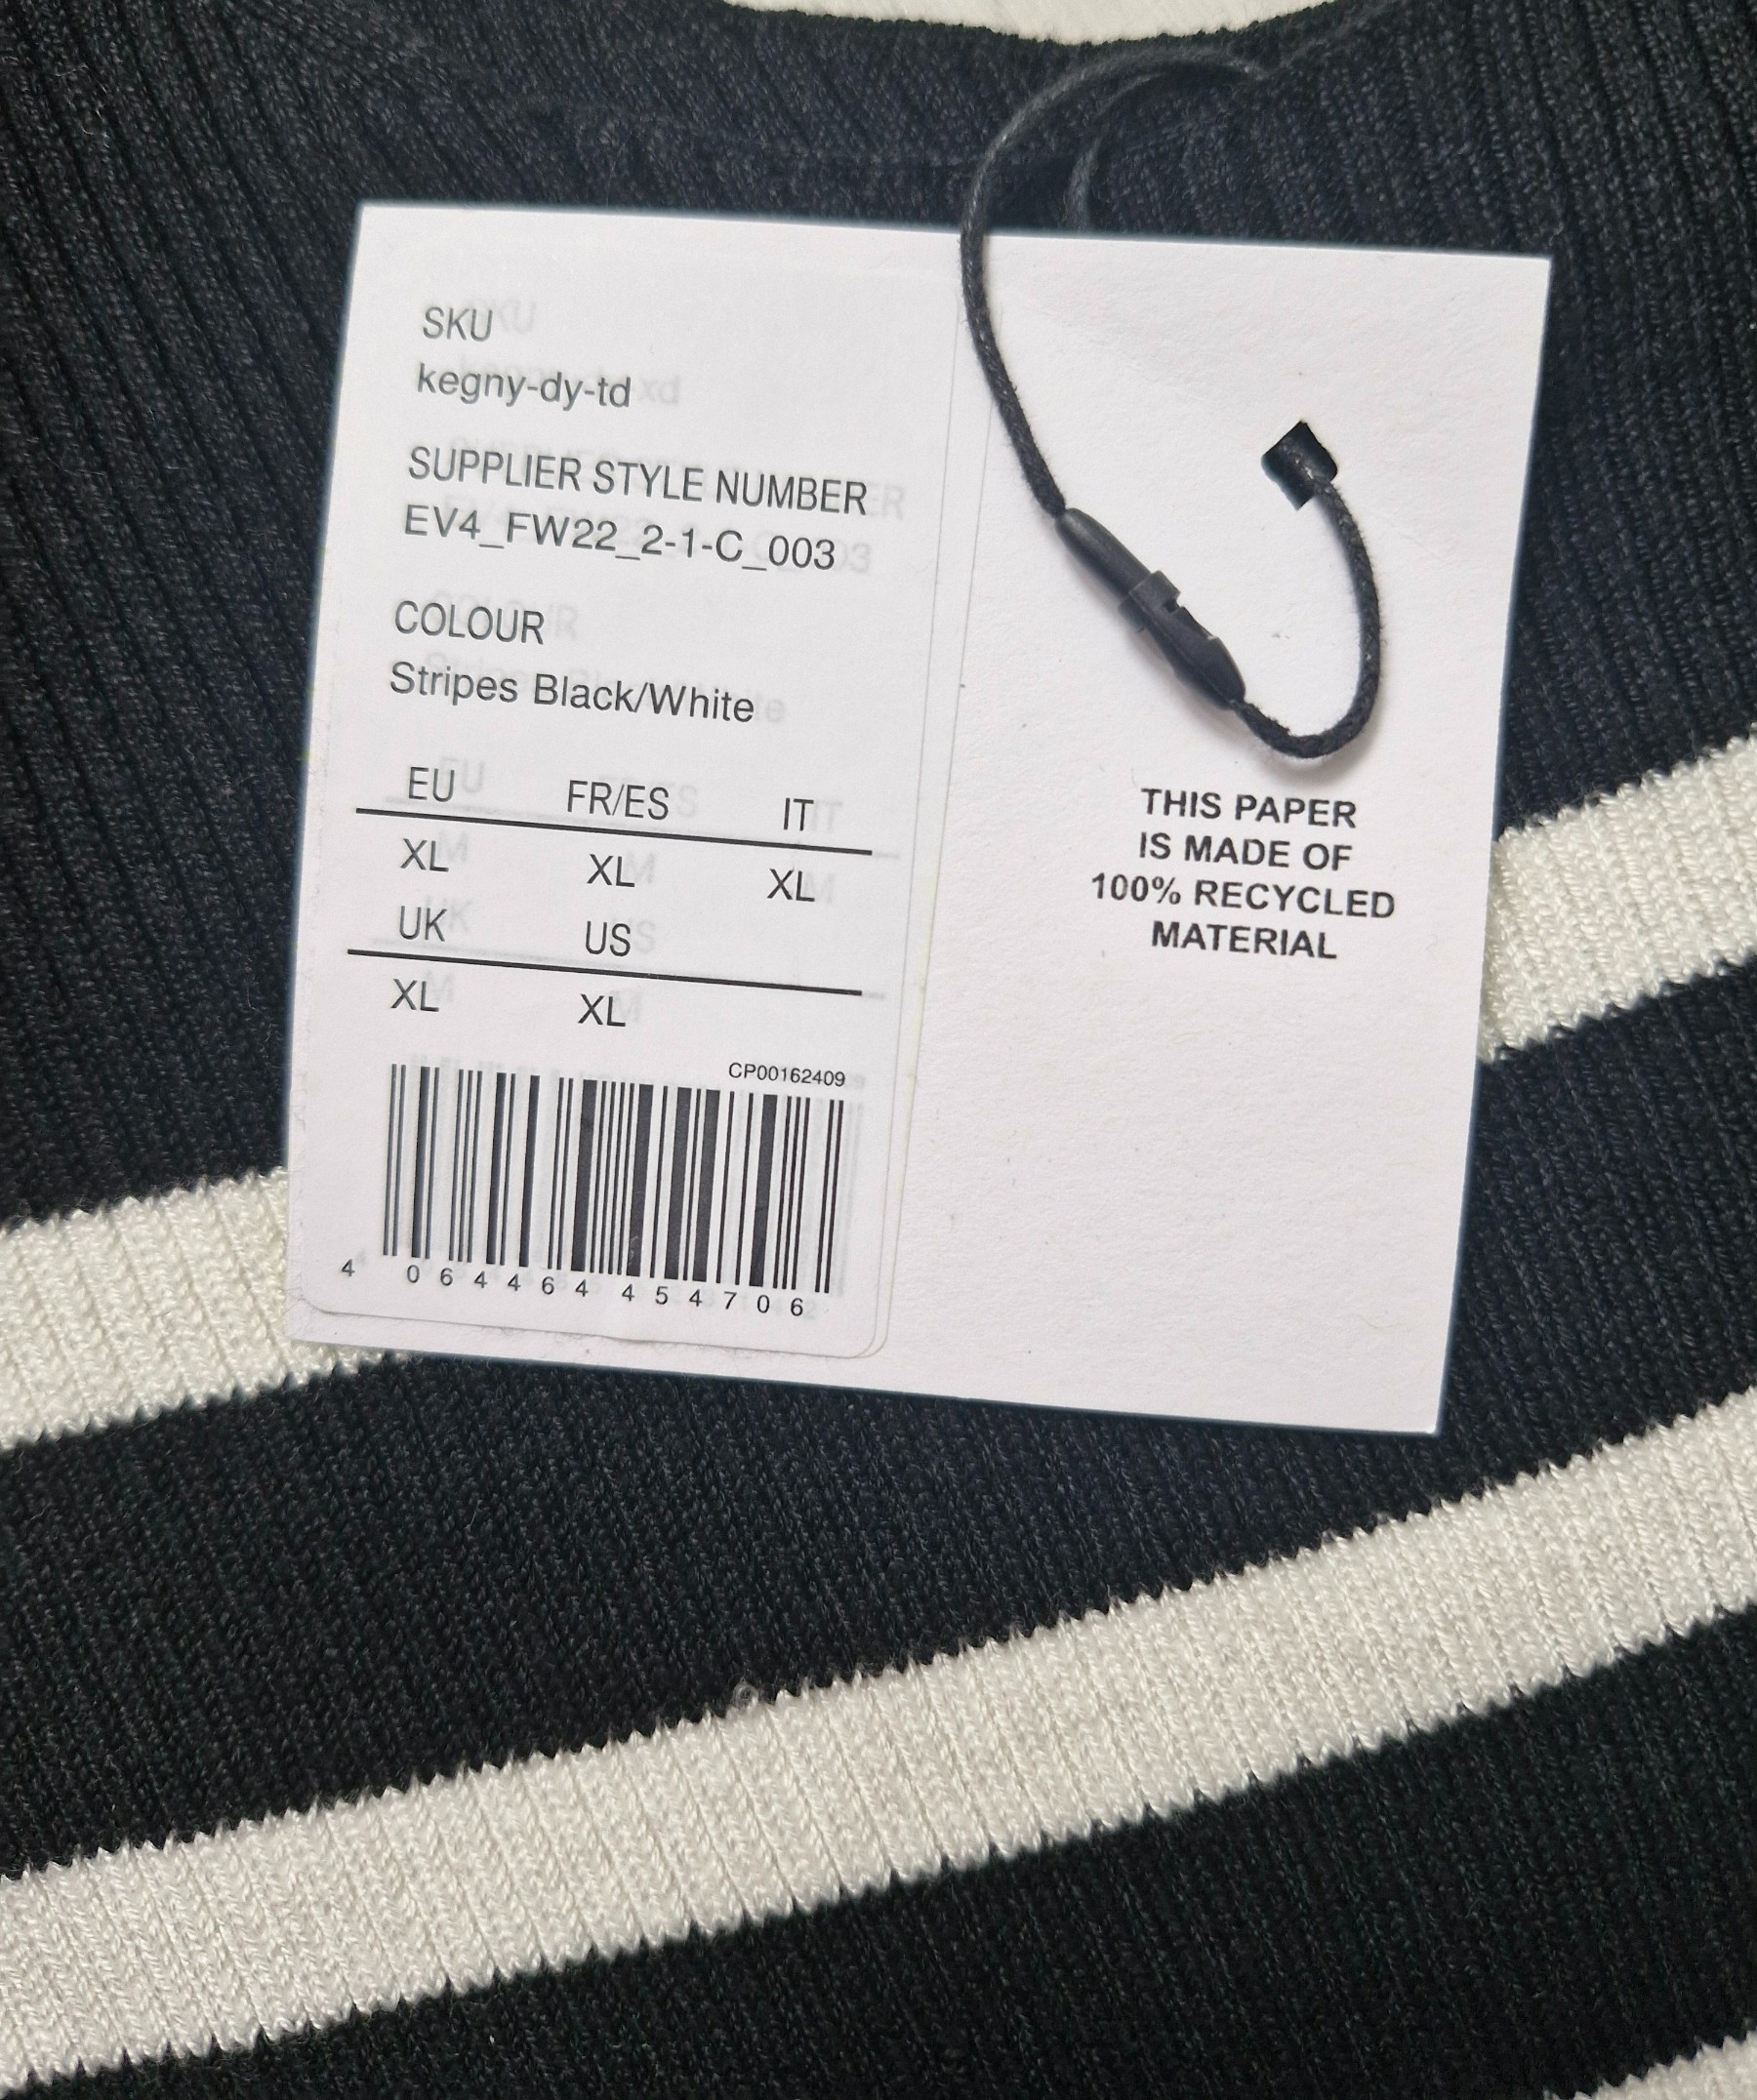 SKU
kegny-dy-td
SUPPLIER STYLE NUMBER
EV4_FW22_2-1-C_003
COLOUR
Stripes Black/White
EU FR/ES IT
XL XL XL
UK US
XL XL
CP00162409
4 064464 454706
THIS PAPER
IS MADE OF
100% RECYCLED
MATERIAL